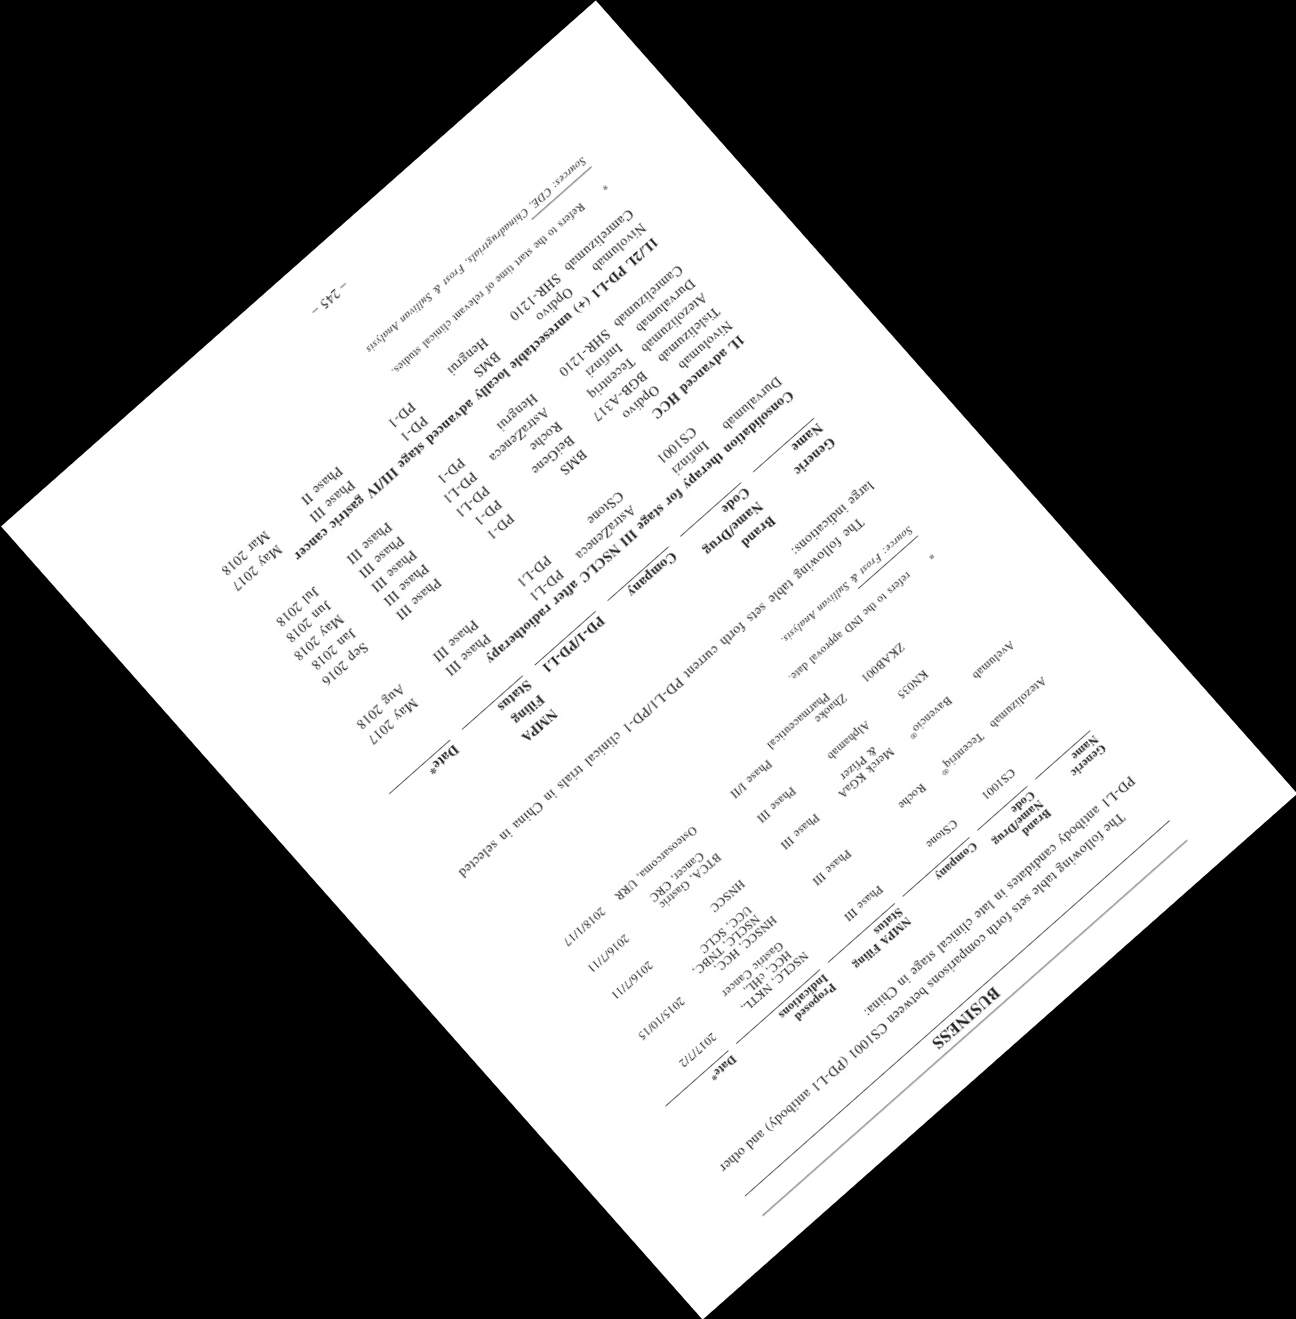 BUSINESS
The following table sets forth comparisons between CS1001 (PD-L1 antibody) and other
PD-L1 antibody candidates in late clinical stage in China:
Brand
Generic Name/Drug NMPA Filing Proposed
Name Code Company Status Indications Date*
CS1001 CStone Phase III NSCLC, NKTL, 2017/7/2
HCC, cHL,
Gastric Cancer
Atezolizumab Tecentriq® Roche Phase III HNSCC, HCC, 2015/10/15
NSCLC, TNBC,
UCC, SCLC
Avelumab Bavencio® Merck KGaA Phase III HNSCC 2016/7/11
& Pfizer
KN035 Alphamab Phase III BTCA, Gastric 2016/7/11
Cancer, CRC
ZKAB001 Zhaoke Phase I/II Osteosarcoma, URR 2018/1/17
Pharmaceutical
* refers to the IND approval date.
Source: Frost & Sullivan Analysis.
The following table sets forth current PD-L1/PD-1 clinical trials in China in selected
large indications:
Brand NMPA
Generic Name/Drug Filing
Name Code Company PD-1/PD-L1 Status Date*
Consolidation therapy for stage III NSCLC after radiotherapy
Durvalumab Imfinzi AstraZeneca PD-L1 Phase III May 2017
CS1001 CStone PD-L1 Phase III Aug 2018
1L advanced HCC
Nivolumab Opdivo BMS PD-1 Phase III Sep 2016
Tislelizumab BGB-A317 BeiGene PD-1 Phase III Jan 2018
Atezolizumab Tecentriq Roche PD-L1 Phase III May 2018
Durvalumab Imfinzi AstraZeneca PD-L1 Phase III Jun 2018
Camrelizumab SHR-1210 Hengrui PD-1 Phase III Jul 2018
1L/2L PD-L1 (+) unresectable locally advanced stage III/IV gastric cancer
Nivolumab Opdivo BMS PD-1 Phase III May 2017
Camrelizumab SHR-1210 Hengrui PD-1 Phase II Mar 2018
* Refers to the start time of relevant clinical studies.
Sources: CDE, Chinadrugtrials, Frost & Sullivan Analysis
– 245 –